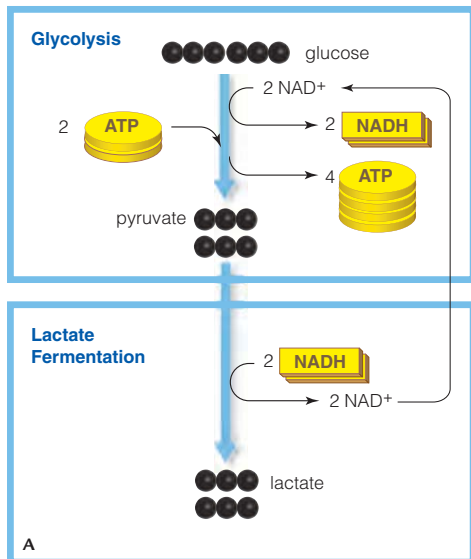 Glycolysis
glucose
2 NAD+
2 ATP
2 NADH
4 ATP
pyruvate
Lactate
Fermentation
2 NADH
2 NAD+
lactate
A